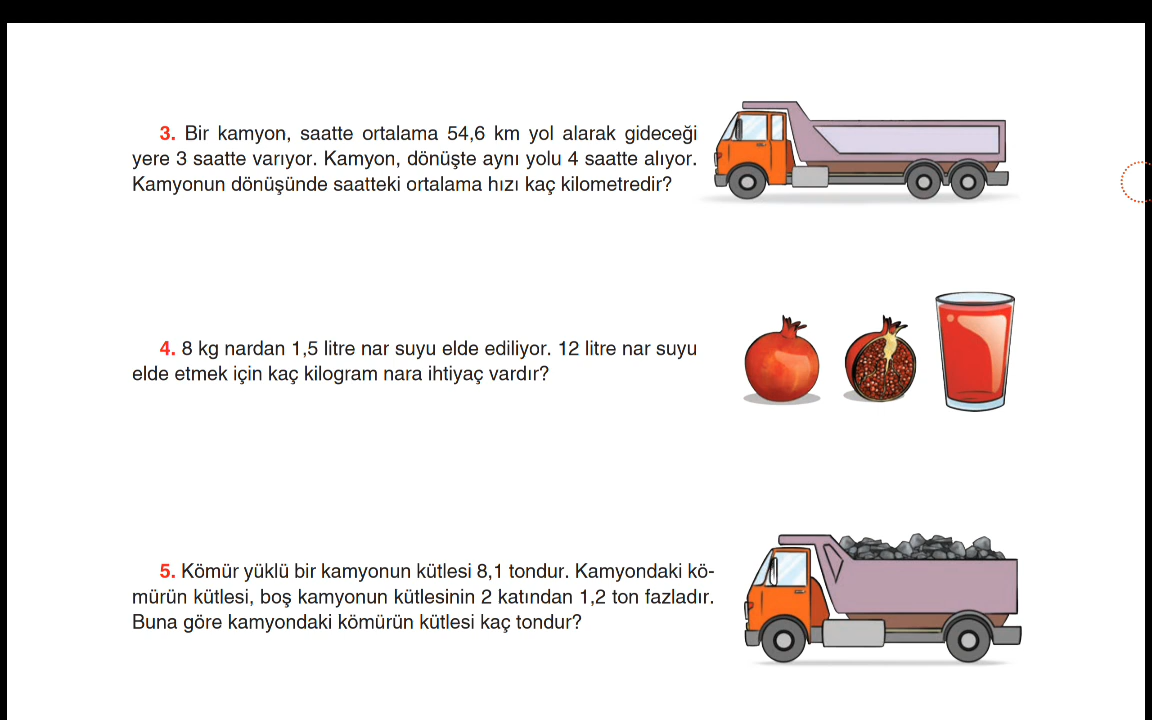 3. Bir kamyon, saatte ortalama 54,6 km yol alarak gideceği
yere 3 saatte varıyor. Kamyon, dönüşte aynı yolu 4 saatte alıyor.
Kamyonun dönüşünde saatteki ortalama hızı kaç kilometredir?
4. 8 kg nardan 1,5 litre nar suyu elde ediliyor. 12 litre nar suyu
elde etmek için kaç kilogram nara ihtiyaç vardır?
5. Kömür yüklü bir kamyonun kütlesi 8,1 tondur. Kamyondaki kö-
mürün kütlesi, boş kamyonun kütlesinin 2 katından 1,2 ton fazladır.
Buna göre kamyondaki kömürün kütlesi kaç tondur?